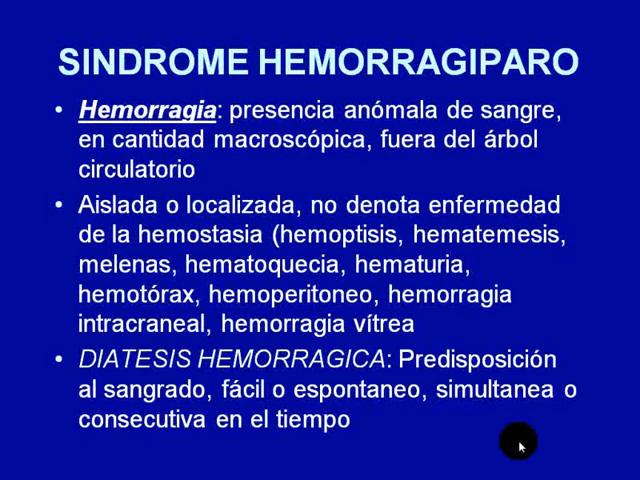 SINDROME HEMORRAGIPARO
• Hemorragia: presencia anómala de sangre,
en cantidad macroscópica, fuera del árbol
circulatorio
• Aislada o localizada, no denota enfermedad
de la hemostasia (hemoptisis, hematemesis,
melenas, hematoquecia, hematuria,
hemotórax, hemoperitoneo, hemorragia
intracraneal, hemorragia vítrea
• DIATESIS HEMORRAGICA: Predisposición
al sangrado, fácil o espontaneo, simultanea o
consecutiva en el tiempo